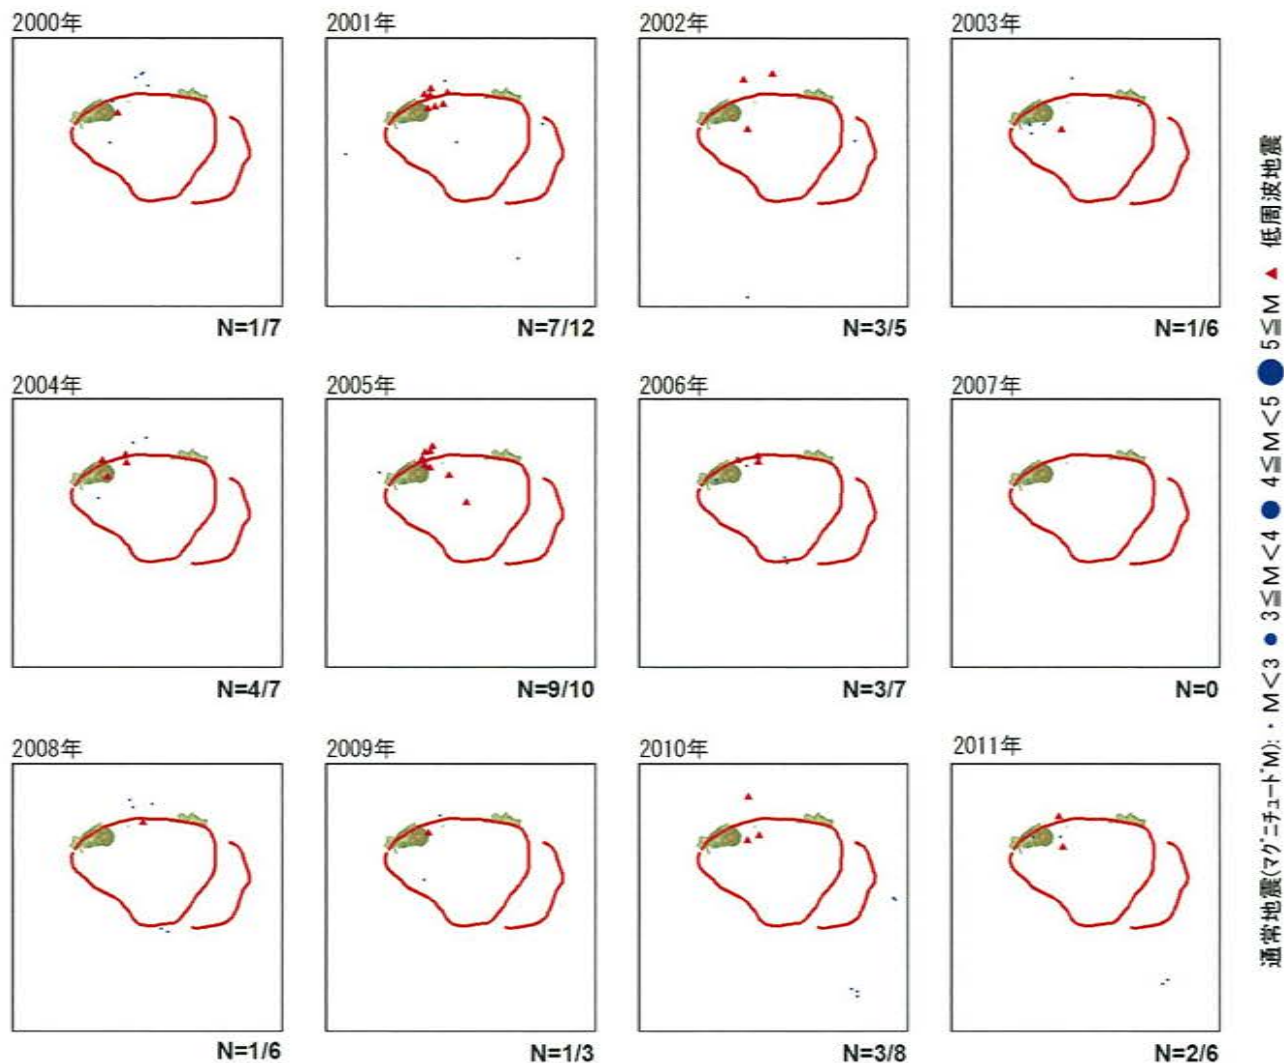 2000年
2001年
2002年
2003年
N=1/7
N=7/12
N=3/5
N=1/6
2004年
2005年
2006年
2007年
N=4/7
N=9/10
N=3/7
N=0
2008年
2009年
2010年
2011年
N=1/6
N=1/3
N=3/8
N=2/6
通常地震(マグニチュードM): ・ M<3 ● 3≦M<4 ● 4≦M<5 ● 5≦M ▲ 低周波地震